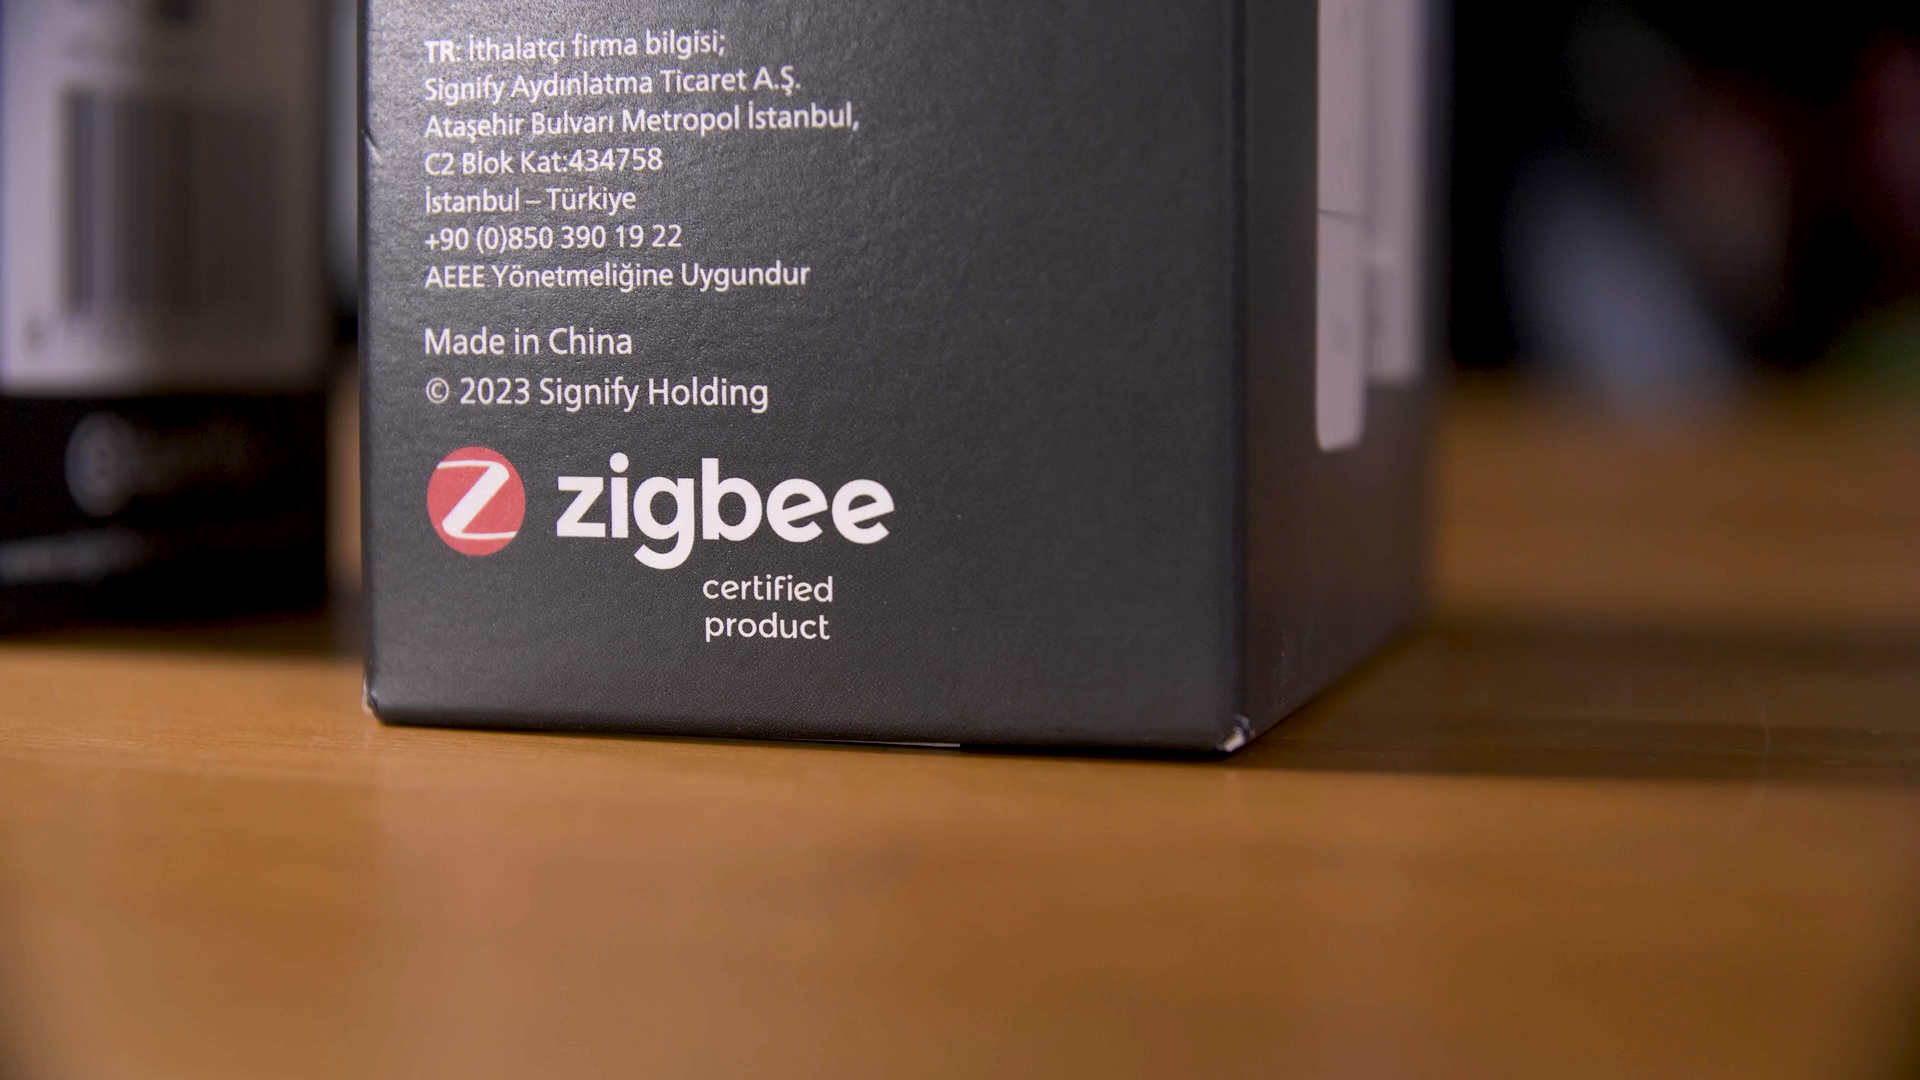 TR: İthalatçı firma bilgisi;
Signify Aydınlatma Ticaret A.Ş.
Ataşehir Bulvarı Metropol İstanbul,
C2 Blok Kat:434758
İstanbul – Türkiye
+90 (0)850 390 19 22
AEEE Yönetmeliğine Uygundur
Made in China
© 2023 Signify Holding
Z zigbee
certified
product